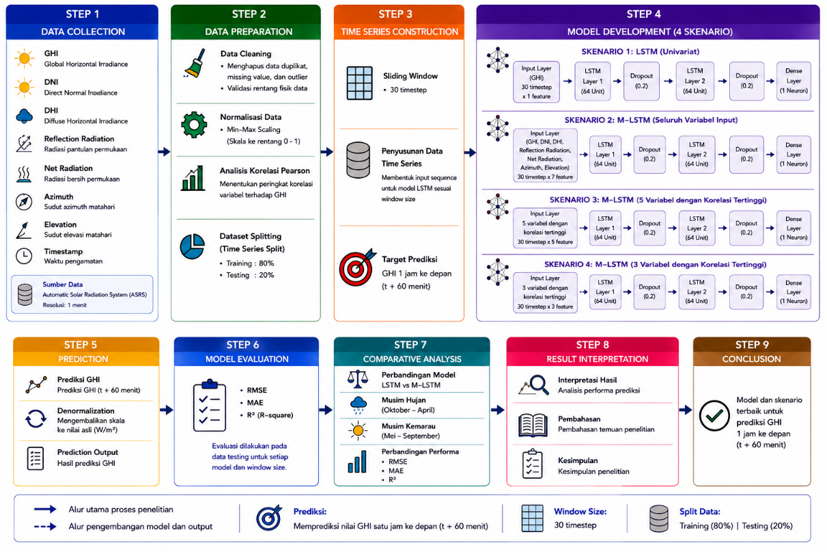 STEP 1
DATA COLLECTION
GHI
Global Horizontal Irradiance
DNI
Direct Normal Inadiance
DHI
Diffuse Horizontal Irradiance
Reflection Radiation
Radiasi pantulan permukaan
Net Radiation
Radiasi bersih permukaan
Azimuth
Sudut azimuth matahari
Elevation
Sudut elevasi matahari
Timestamp
Waktu pengamatan
Sumber Data
Automatic Solar Radiation System (ASRS)
Resolusi: 1 menit
STEP 2
DATA PREPARATION
Data Cleaning
• Menghapus data duplikat,
missing value, dan outlier
• Validasi rentang fisik data
Normalisasi Data
• Min–Max Scaling
(Skala ke rentang 0 - 1)
Analisis Korelasi Pearson
Menentukan peringkat korelasi
variabel terhadap GHI
Dataset Splitting
(Time Series Split)
• Training : 80%
• Testing : 20%
STEP 3
TIME SERIES CONSTRUCTION
Sliding Window
• 30 timestep
Penyusunan Data
Time Series
Membentuk input sequence
untuk model LSTM sesuai
window size
Target Prediksi
GHI 1 jam ke depan
(t + 60 menit)
STEP 4
MODEL DEVELOPMENT (4 SKENARIO)
SKENARIO 1: LSTM (Univariat)
Input Layer
(GHI)
30 timestep
x 1 feature
LSTM
Layer 1
(64 Unit)
Dropout
(0.2)
LSTM
Layer 2
(64 Unit)
Dropout
(0.2)
Dense
Layer
(1 Neuron)
SKENARIO 2: M–LSTM (Seluruh Variabel Input)
Input Layer
(GHI, DNI, DHI,
Reflection Radiation,
Net Radiation,
Azimuth, Elevation)
30 timestep x 7 feature
LSTM
Layer 1
(64 Unit)
Dropout
(0.2)
LSTM
Layer 2
(64 Unit)
Dropout
(0.2)
Dense
Layer
(1 Neuron)
SKENARIO 3: M–LSTM (5 Variabel dengan Korelasi Tertinggi)
Input Layer
5 variabel dengan
korelasi tertinggi
30 timestep x 5 feature
LSTM
Layer 1
(64 Unit)
Dropout
(0.2)
LSTM
Layer 2
(64 Unit)
Dropout
(0.2)
Dense
Layer
(1 Neuron)
SKENARIO 4: M–LSTM (3 Variabel dengan Korelasi Tertinggi)
Input Layer
3 variabel dengan
korelasi tertinggi
30 timestep x 3 feature
LSTM
Layer 1
(64 Unit)
Dropout
(0.2)
LSTM
Layer 2
(64 Unit)
Dropout
(0.2)
Dense
Layer
(1 Neuron)
STEP 5
PREDICTION
Prediksi GHI
Prediksi GHI (t + 60 menit)
Denormalization
Mengembalikan skala
ke nilai asli (W/m²)
Prediction Output
Hasil prediksi GHI
STEP 6
MODEL EVALUATION
• RMSE
• MAE
• R² (R-square)
Evaluasi dilakukan pada
data testing untuk setiap
model dan window size.
STEP 7
COMPARATIVE ANALYSIS
Perbandingan Model
LSTM vs M–LSTM
Musim Hujan
(Oktober – April)
Musim Kemarau
(Mei – September)
Perbandingan Performa
• RMSE
• MAE
• R²
STEP 8
RESULT INTERPRETATION
Interpretasi Hasil
Analisis performa prediksi
Pembahasan
Pembahasan temuan penelitian
Kesimpulan
Kesimpulan penelitian
STEP 9
CONCLUSION
Model dan skenario
terbaik untuk
prediksi GHI
1 jam ke depan
(t + 60 menit)
Alur utama proses penelitian
Alur pengembangan model dan output
Prediksi:
Memprediksi nilai GHI satu jam ke depan (t + 60 menit)
Window Size:
30 timestep
Split Data:
Training (80%) | Testing (20%)